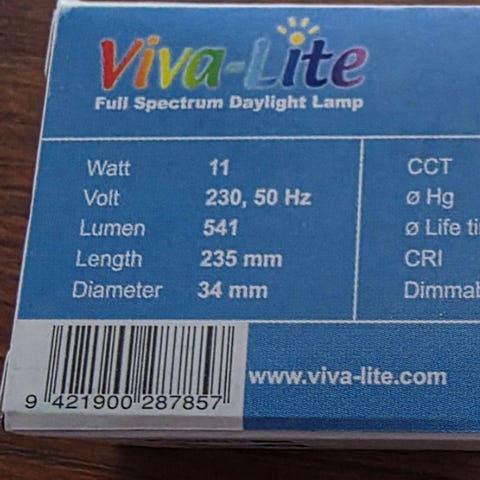 Viva-Lite
Full Spectrum Daylight Lamp
Watt 11
Volt 230, 50 Hz
Lumen 541
Length 235 mm
Diameter 34 mm
CCT
ø Hg
ø Life
CRI
9 421900 287857
www.viva-lite.com